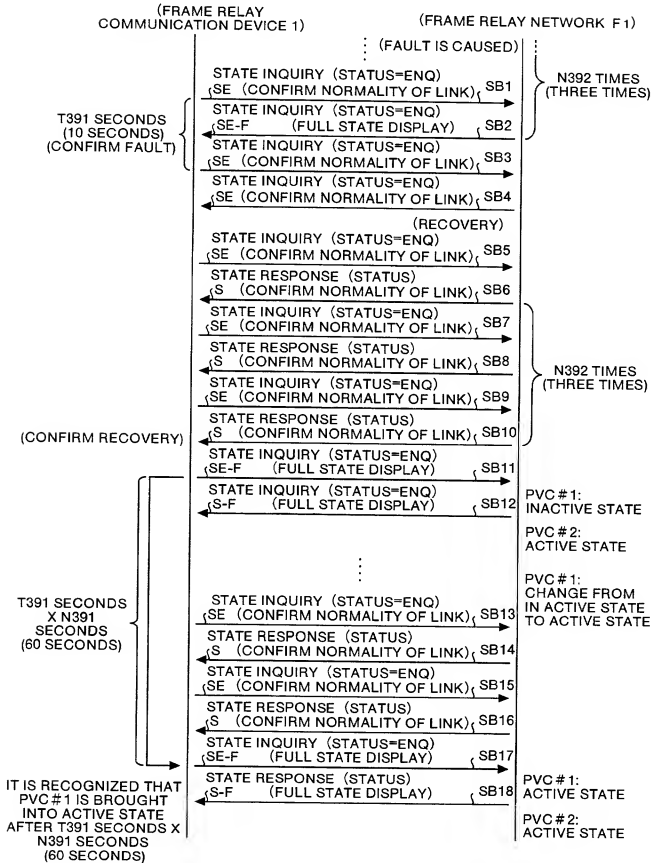 (FRAME RELAY
COMMUNICATION DEVICE 1)
(FRAME RELAY NETWORK F1)
(FAULT IS CAUSED)
STATE INQUIRY (STATUS=ENQ)
SE (CONFIRM NORMALITY OF LINK) SB1
N392 TIMES
(THREE TIMES)
T391 SECONDS
(10 SECONDS)
(CONFIRM FAULT)
STATE INQUIRY (STATUS=ENQ)
SE-F (FULL STATE DISPLAY) SB2
STATE INQUIRY (STATUS=ENQ)
SE (CONFIRM NORMALITY OF LINK) SB3
STATE INQUIRY (STATUS=ENQ)
SE (CONFIRM NORMALITY OF LINK) SB4
(RECOVERY)
STATE INQUIRY (STATUS=ENQ)
SE (CONFIRM NORMALITY OF LINK) SB5
STATE RESPONSE (STATUS)
S (CONFIRM NORMALITY OF LINK) SB6
STATE INQUIRY (STATUS=ENQ)
SE (CONFIRM NORMALITY OF LINK) SB7
STATE RESPONSE (STATUS)
S (CONFIRM NORMALITY OF LINK) SB8
N392 TIMES
(THREE TIMES)
STATE INQUIRY (STATUS=ENQ)
SE (CONFIRM NORMALITY OF LINK) SB9
STATE RESPONSE (STATUS)
S (CONFIRM NORMALITY OF LINK) SB10
(CONFIRM RECOVERY)
STATE INQUIRY (STATUS=ENQ)
SE-F (FULL STATE DISPLAY) SB11
STATE INQUIRY (STATUS=ENQ)
S-F (FULL STATE DISPLAY) SB12
PVC#1:
INACTIVE STATE
PVC#2:
ACTIVE STATE
PVC#1:
CHANGE FROM
IN ACTIVE STATE
TO ACTIVE STATE
T391 SECONDS
X N391
SECONDS
(60 SECONDS)
STATE INQUIRY (STATUS=ENQ)
SE (CONFIRM NORMALITY OF LINK) SB13
STATE RESPONSE (STATUS)
S (CONFIRM NORMALITY OF LINK) SB14
STATE INQUIRY (STATUS=ENQ)
SE (CONFIRM NORMALITY OF LINK) SB15
STATE RESPONSE (STATUS)
S (CONFIRM NORMALITY OF LINK) SB16
STATE INQUIRY (STATUS=ENQ)
SE-F (FULL STATE DISPLAY) SB17
STATE RESPONSE (STATUS)
S-F (FULL STATE DISPLAY) SB18
IT IS RECOGNIZED THAT
PVC#1 IS BROUGHT
INTO ACTIVE STATE
AFTER T391 SECONDS X
N391 SECONDS
(60 SECONDS)
PVC#1:
ACTIVE STATE
PVC#2:
ACTIVE STATE